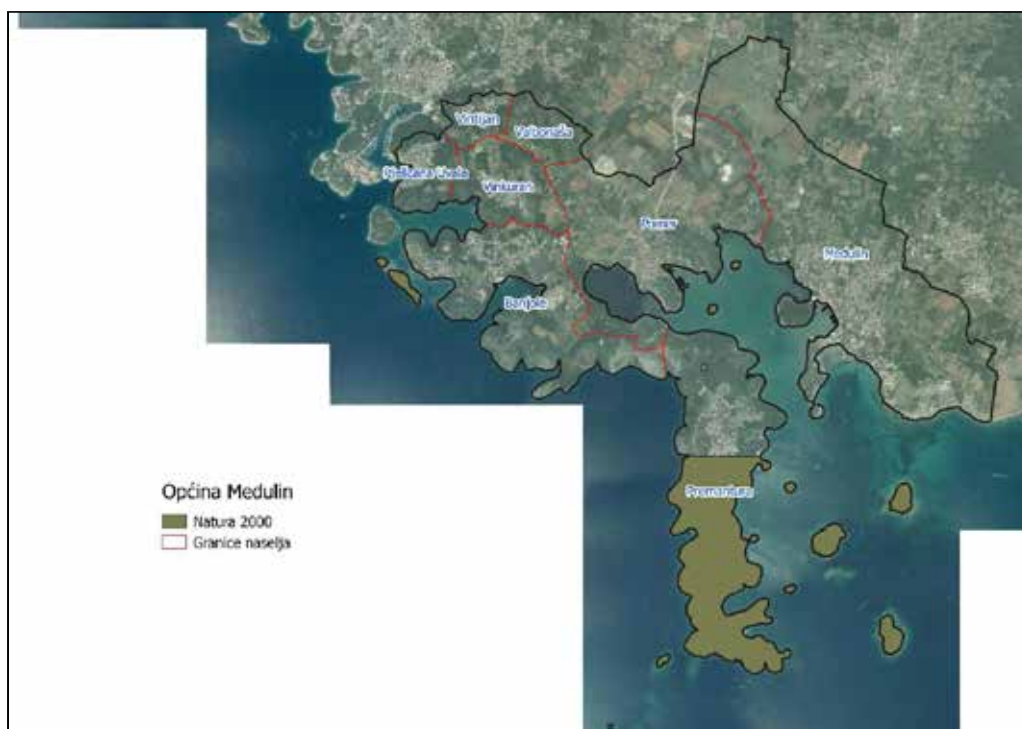 Vintijan
Valbonaša
Pješčana Uvala
Vinkuran
Pomer
Medulin
Banjole
Premantura
Općina Medulin
Natura 2000
Granice naselja